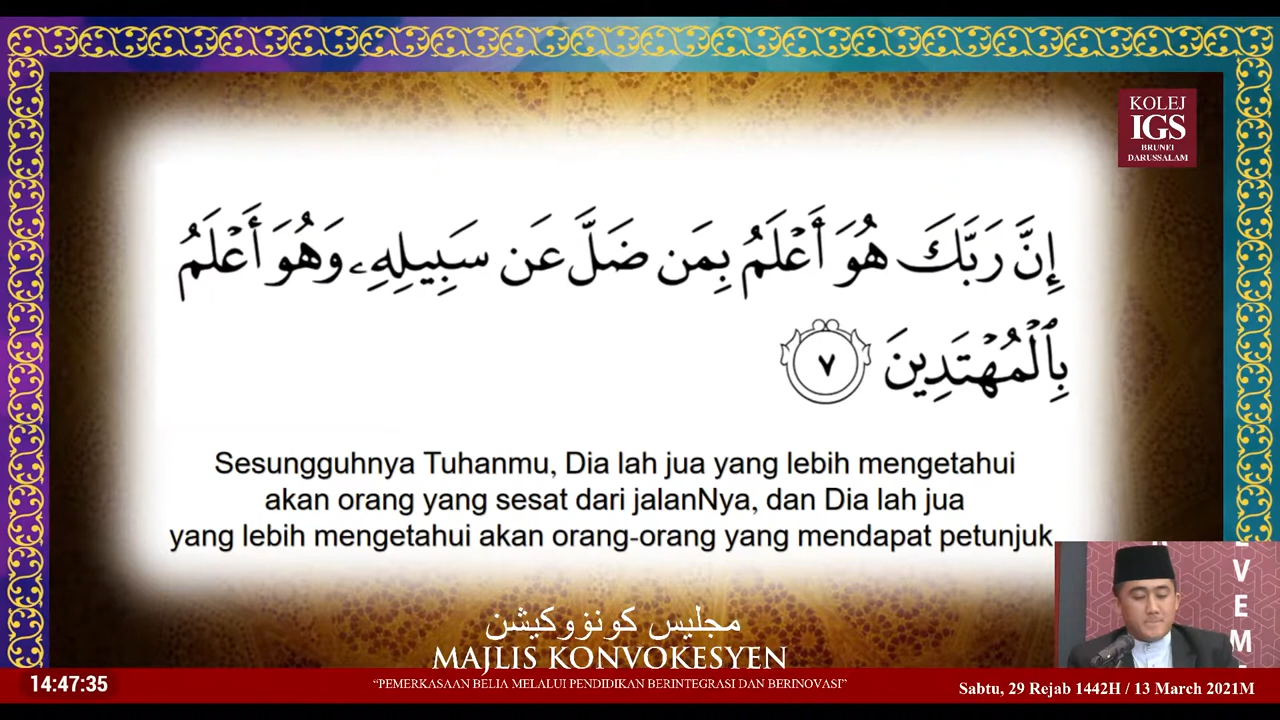 KOLEJ
IGS
BRUNEI
DARUSSALAM
إِنَّ رَبَّكَ هُوَ أَعْلَمُ بِمَن ضَلَّ عَن سَبِيلِهِۦ وَهُوَ أَعْلَمُ
بِٱلْمُهْتَدِينَ ٧
Sesungguhnya Tuhanmu, Dia lah jua yang lebih mengetahui
akan orang yang sesat dari jalanNya, dan Dia lah jua
yang lebih mengetahui akan orang-orang yang mendapat petunjuk
VEM
مجليس كونۏوكيشن
MAJLIS KONVOKESYEN
14:47:35
“PEMERKASAAN BELIA MELALUI PENDIDIKAN BERINTEGRASI DAN BERINOVASI”
Sabtu, 29 Rejab 1442H / 13 March 2021M